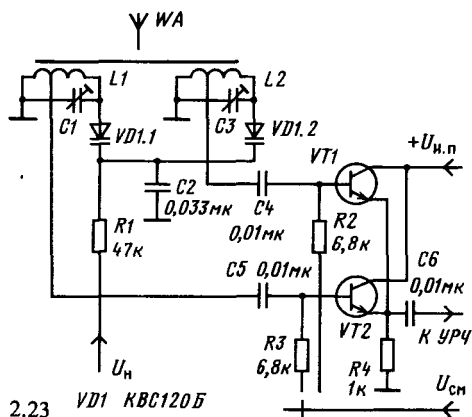 WA
L1
L2
C1
C3
VD1.1
VD1.2
+Uн.п
VT1
C2
0,033мк
C4
0,01мк
R1
47к
R2
6,8к
C5
0,01мк
C6
0,01мк
VT2
К УРЧ
R3
6,8к
R4
1к
Uн
Uсм
2.23 VD1 КВС120Б